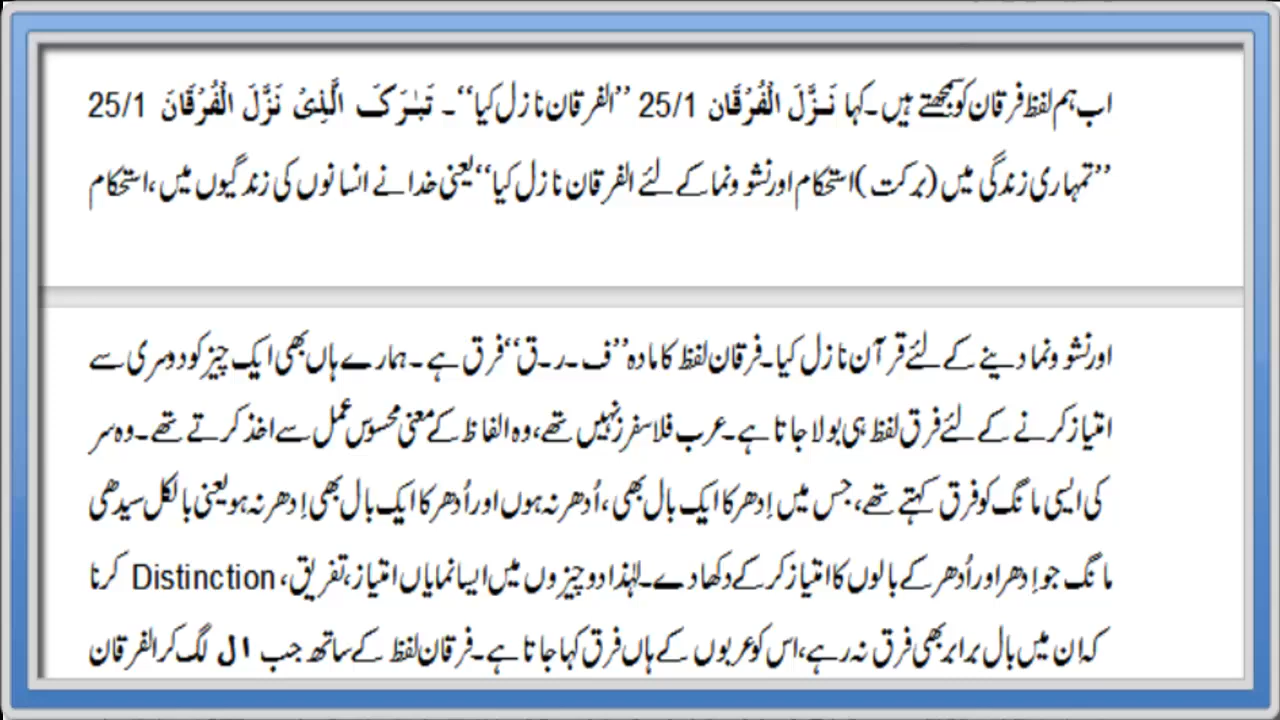 اب ہم لفظ فرقان کو سمجھتے ہیں۔ کہا نَزَّلَ الْفُرْقَان 25/1 ’’الفرقان نازل کیا‘‘۔ تَبٰرَکَ الَّذِیْ نَزَّلَ الْفُرْقَانَ 25/1
’’تمہاری زندگی میں (برکت) استحکام اور نشو ونما کے لئے الفرقان نازل کیا‘‘ یعنی خدا نے انسانوں کی زندگیوں میں، استحکام
اور نشو ونما دینے کے لئے قرآن نازل کیا۔ فرقان لفظ کا مادہ ’’ف ۔ ر ۔ ق‘‘ فرق ہے۔ ہمارے ہاں بھی ایک چیز کو دوسری سے
امتیاز کرنے کے لئے فرق لفظ ہی بولا جاتا ہے۔ عرب فلاسفرز نہیں تھے، وہ الفاظ کے معنی محسوس عمل سے اخذ کرتے تھے۔ وہ سر
کی ایسی مانگ کو فرق کہتے تھے، جس میں اِدھر کا ایک بال بھی، اُدھر نہ ہوں اور اُدھر کا ایک بال بھی اِدھر نہ ہو یعنی بالکل سیدھی
مانگ جو اِدھر اور اُدھر کے بالوں کا امتیاز کر کے دکھا دے۔ لہٰذا دو چیزوں میں ایسا نمایاں امتیاز، تفریق، Distinction کرنا
کہ ان میں بال برابر بھی فرق نہ رہے، اس کو عربوں کے ہاں فرق کہا جاتا ہے۔ فرقان لفظ کے ساتھ جب ال لگ کر الفرقان